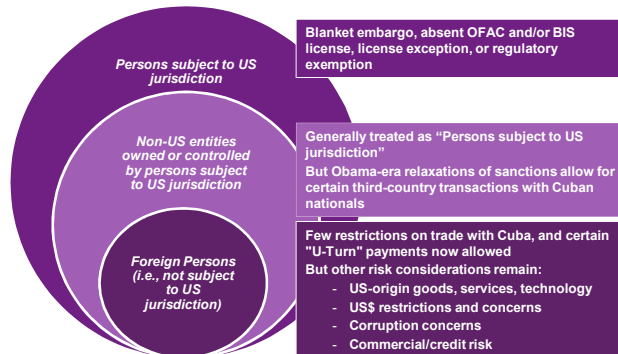 Persons subject to US
jurisdiction
Blanket embargo, absent OFAC and/or BIS
license, license exception, or regulatory
exemption
Non-US entities
owned or controlled
by persons subject
to US jurisdiction
Generally treated as “Persons subject to US
jurisdiction”
But Obama-era relaxations of sanctions allow for
certain third-country transactions with Cuban
nationals
Foreign Persons
(i.e., not subject
to US
jurisdiction)
Few restrictions on trade with Cuba, and certain
"U-Turn" payments now allowed
But other risk considerations remain:
- US-origin goods, services, technology
- US$ restrictions and concerns
- Corruption concerns
- Commercial/credit risk